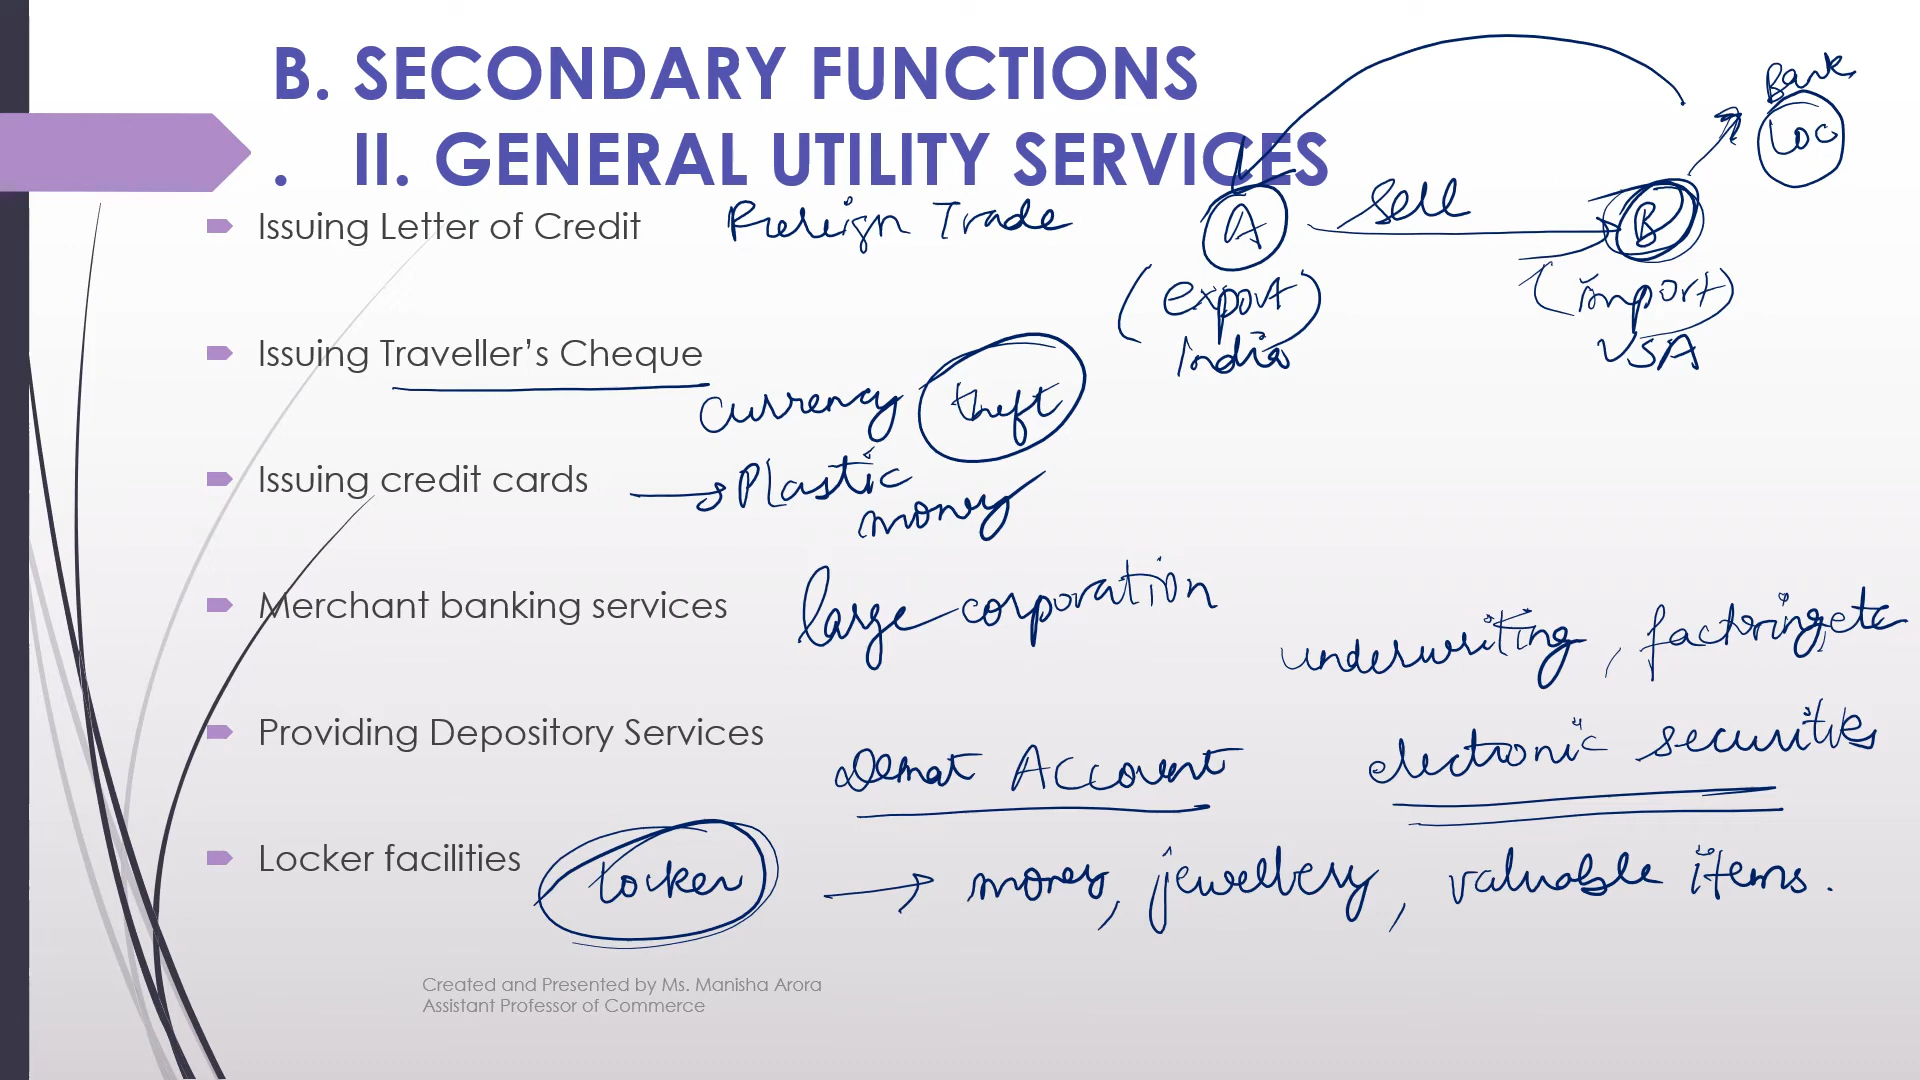 B. SECONDARY FUNCTIONS
. II. GENERAL UTILITY SERVICES
Bank
LOC
Issuing Letter of Credit
Foreign Trade
A
Sell
B
(export)
India
(import)
USA
Issuing Traveller’s Cheque
currency theft
Issuing credit cards
Plastic
money
Merchant banking services
large corporation
underwriting, factoring, etc
Providing Depository Services
Demat Account
electronic securities
Locker facilities
locker
money, jewellery, valuable items.
Created and Presented by Ms. Manisha Arora
Assistant Professor of Commerce